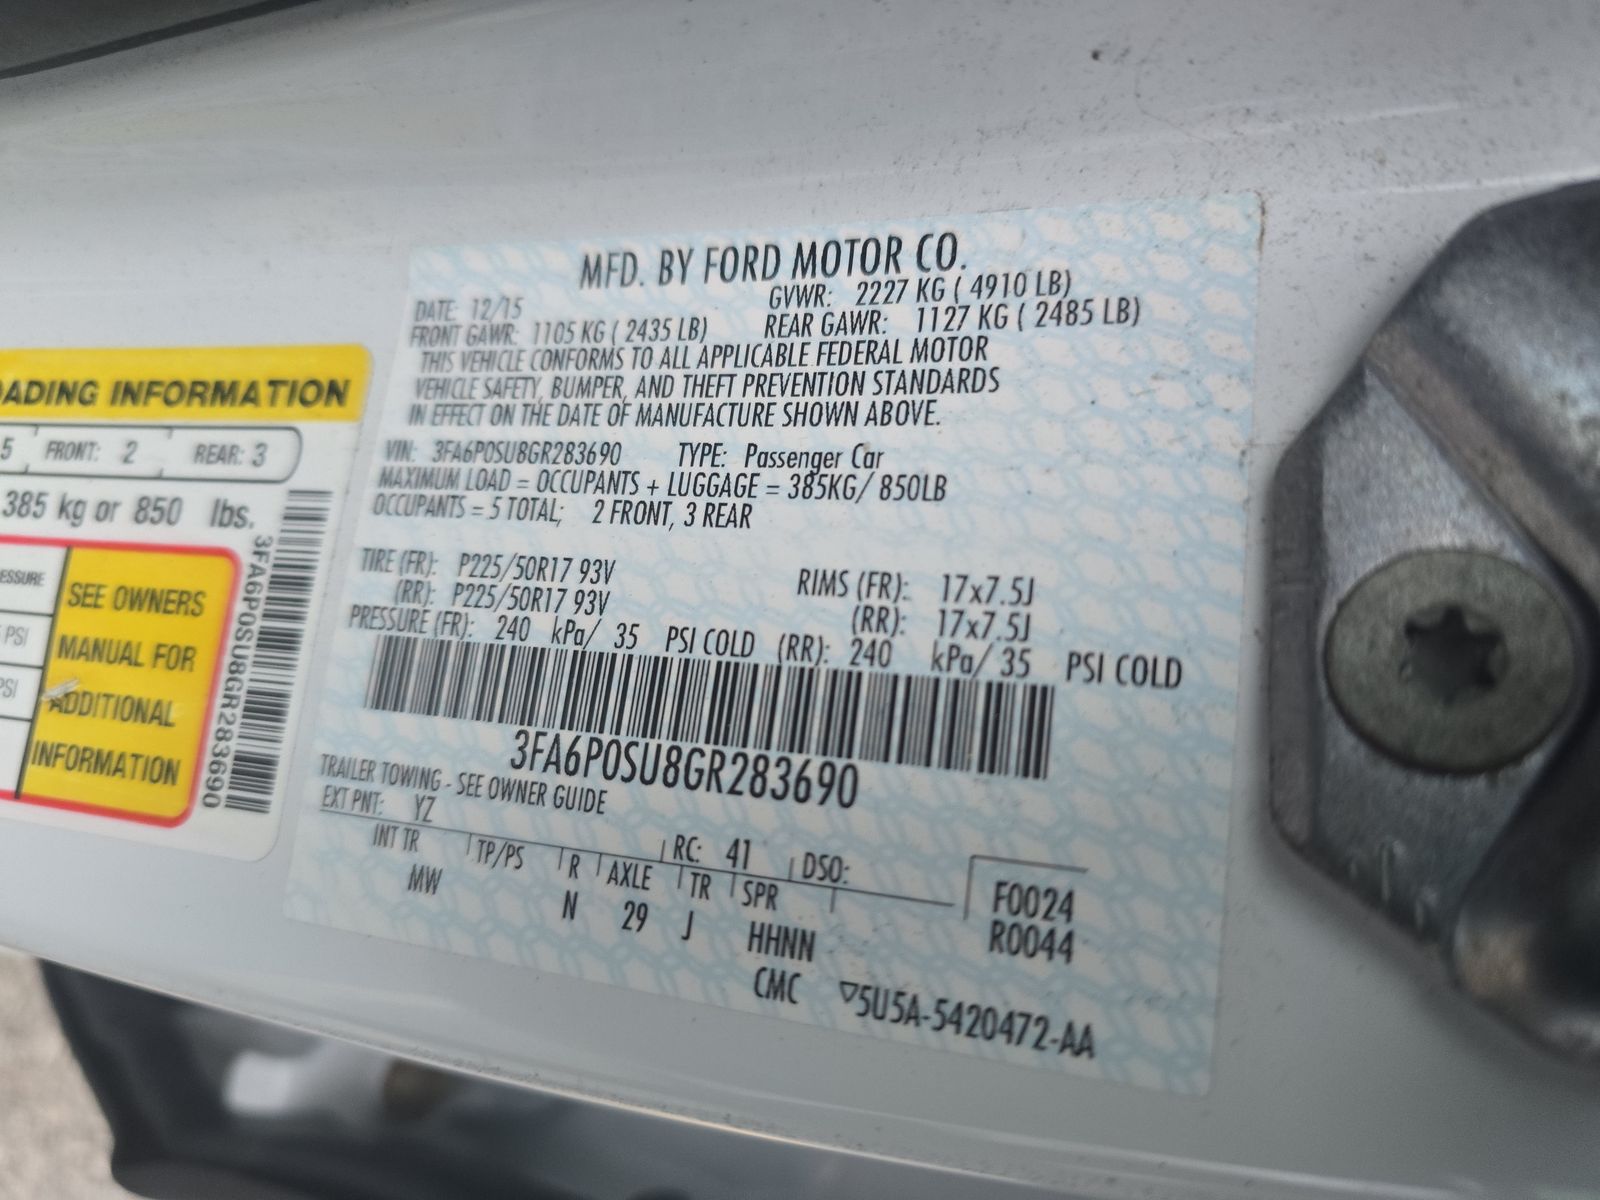 MFD. BY FORD MOTOR CO.
DATE: 12/15 GVWR: 2227 KG ( 4910 LB)
FRONT GAWR: 1105 KG ( 2435 LB) REAR GAWR: 1127 KG ( 2485 LB)
THIS VEHICLE CONFORMS TO ALL APPLICABLE FEDERAL MOTOR
VEHICLE SAFETY, BUMPER, AND THEFT PREVENTION STANDARDS
IN EFFECT ON THE DATE OF MANUFACTURE SHOWN ABOVE.
VIN: 3FA6P0SU8GR283690 TYPE: Passenger Car
MAXIMUM LOAD = OCCUPANTS + LUGGAGE = 385KG/ 850LB
OCCUPANTS = 5 TOTAL; 2 FRONT, 3 REAR
TIRE (FR): P225/50R17 93V RIMS (FR): 17x7.5J
(RR): P225/50R17 93V (RR): 17x7.5J
PRESSURE (FR): 240 kPa/ 35 PSI COLD (RR): 240 kPa/ 35 PSI COLD
3FA6P0SU8GR283690
TRAILER TOWING - SEE OWNER GUIDE
EXT PNT: YZ RC: 41 DSO:
INT TR TP/PS R AXLE TR SPR F0024
MW N 29 J HHNN R0044
CMC ▽5U5A-5420472-AA
ADING INFORMATION
5 FRONT: 2 REAR: 3
385 kg or 850 lbs.
ESSURE
PSI
PSI
SEE OWNERS
MANUAL FOR
ADDITIONAL
INFORMATION
3FA6P0SU8GR283690